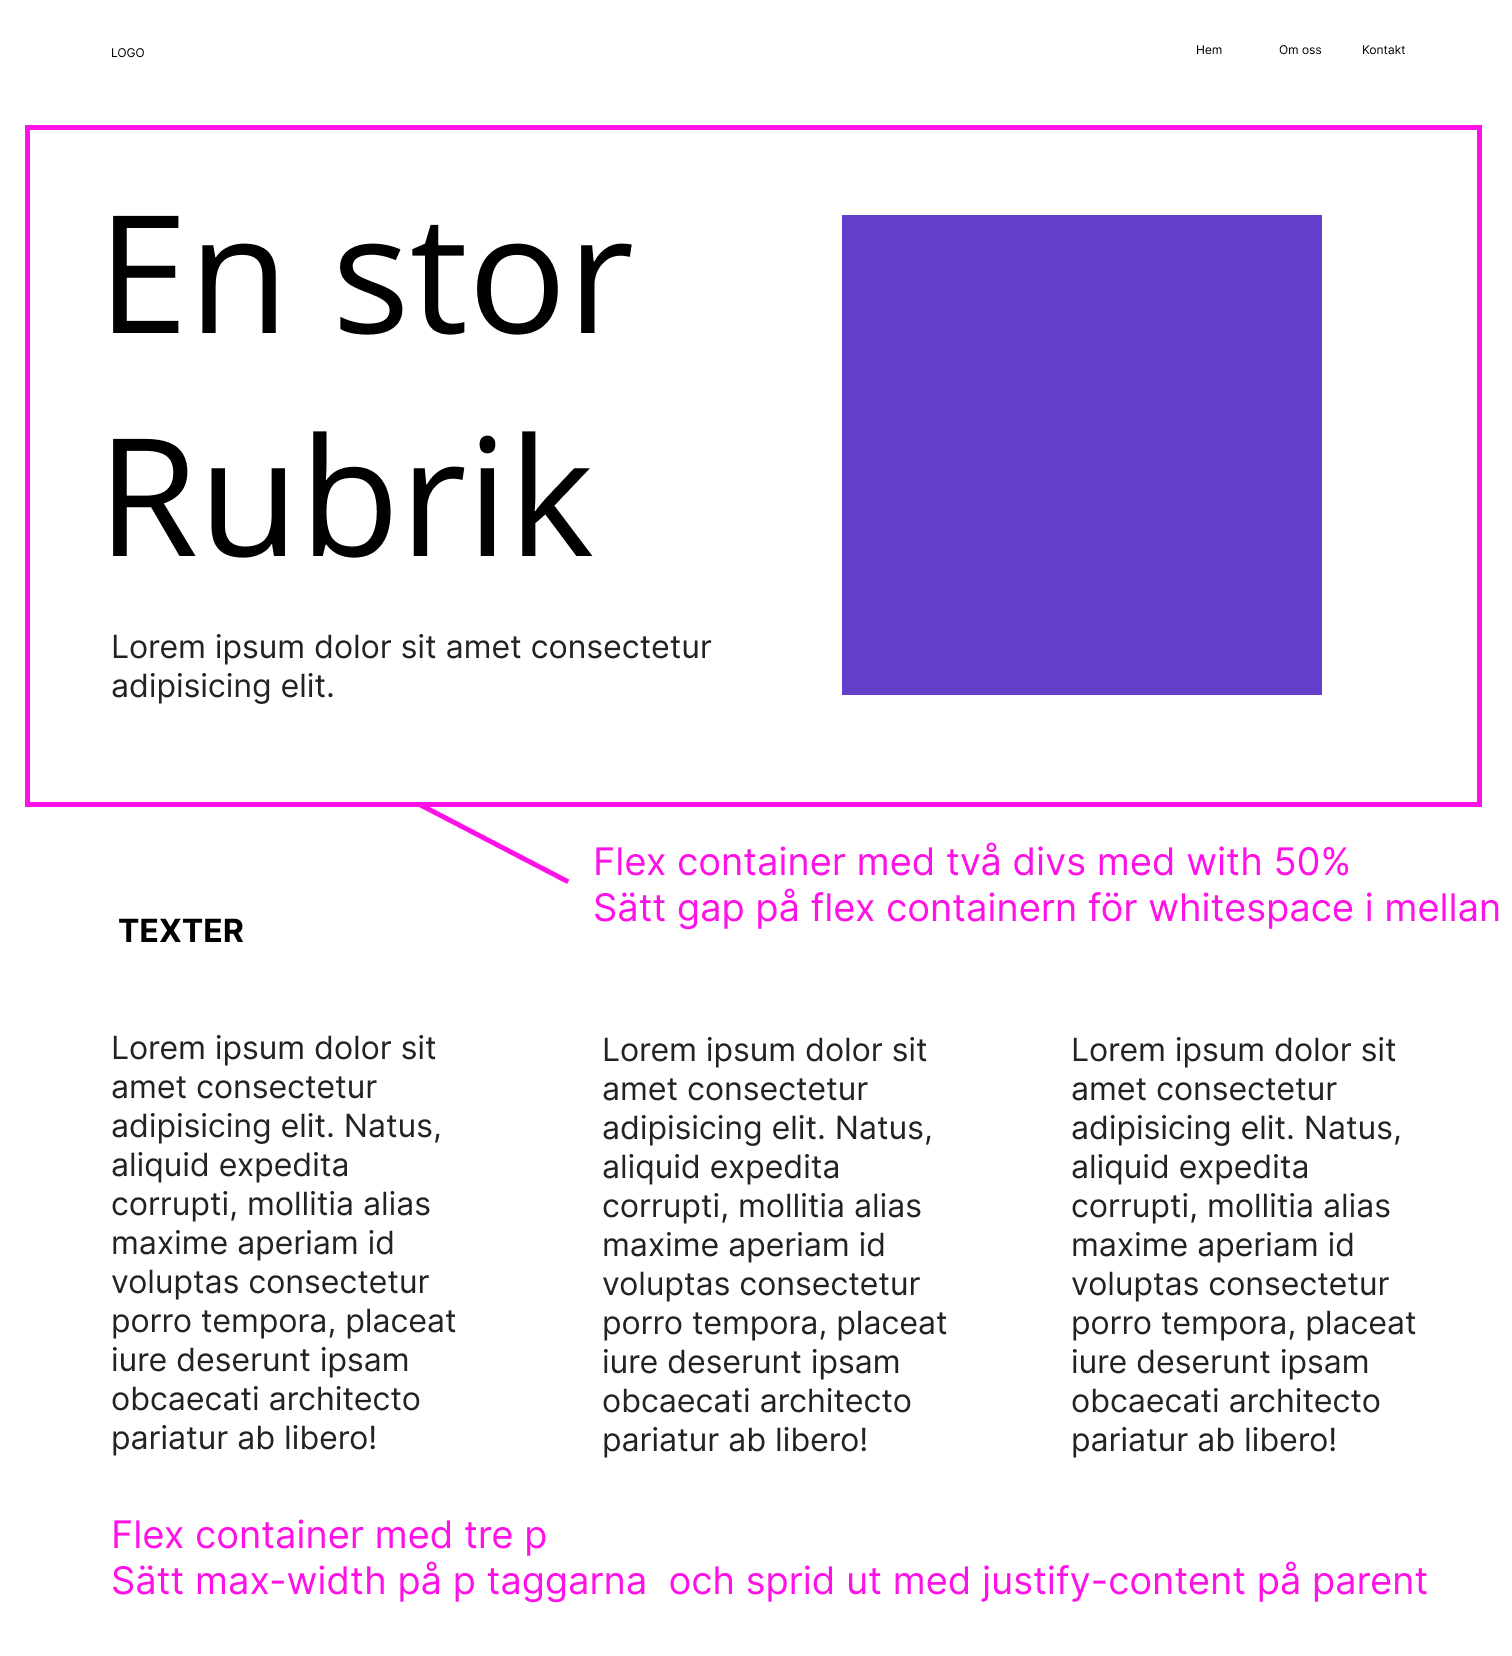 LOGO
Hem
Om oss
Kontakt
En stor
Rubrik
Lorem ipsum dolor sit amet consectetur
adipisicing elit.
Flex container med två divs med with 50%
Sätt gap på flex containern för whitespace i mellan
TEXTER
Lorem ipsum dolor sit
amet consectetur
adipisicing elit. Natus,
aliquid expedita
corrupti, mollitia alias
maxime aperiam id
voluptas consectetur
porro tempora, placeat
iure deserunt ipsam
obcaecati architecto
pariatur ab libero!
Lorem ipsum dolor sit
amet consectetur
adipisicing elit. Natus,
aliquid expedita
corrupti, mollitia alias
maxime aperiam id
voluptas consectetur
porro tempora, placeat
iure deserunt ipsam
obcaecati architecto
pariatur ab libero!
Lorem ipsum dolor sit
amet consectetur
adipisicing elit. Natus,
aliquid expedita
corrupti, mollitia alias
maxime aperiam id
voluptas consectetur
porro tempora, placeat
iure deserunt ipsam
obcaecati architecto
pariatur ab libero!
Flex container med tre p
Sätt max-width på p taggarna  och sprid ut med justify-content på parent